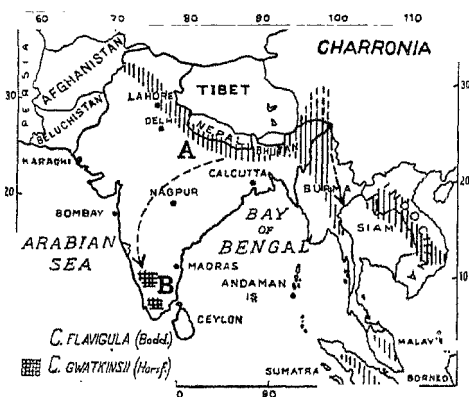 60 70 80 90 100 110
CHARRONIA
PERSIA
AFGHANISTAN
BELUCHISTAN
TIBET
30
30
LAHORE
DELHI
NEPAL
BHUTAN
A
KARACHI
CALCUTTA
BURMA
20
20
NAGPUR
BOMBAY
BAY
OF
BENGAL
SIAM
ARABIAN
SEA
B
MADRAS
ANDAMAN
IS
10
CEYLON
C. FLAVIGULA (Bodd.)
C. GWATKINSII (Horsf.)
MALAY
SUMATRA
BORNEO
80 90